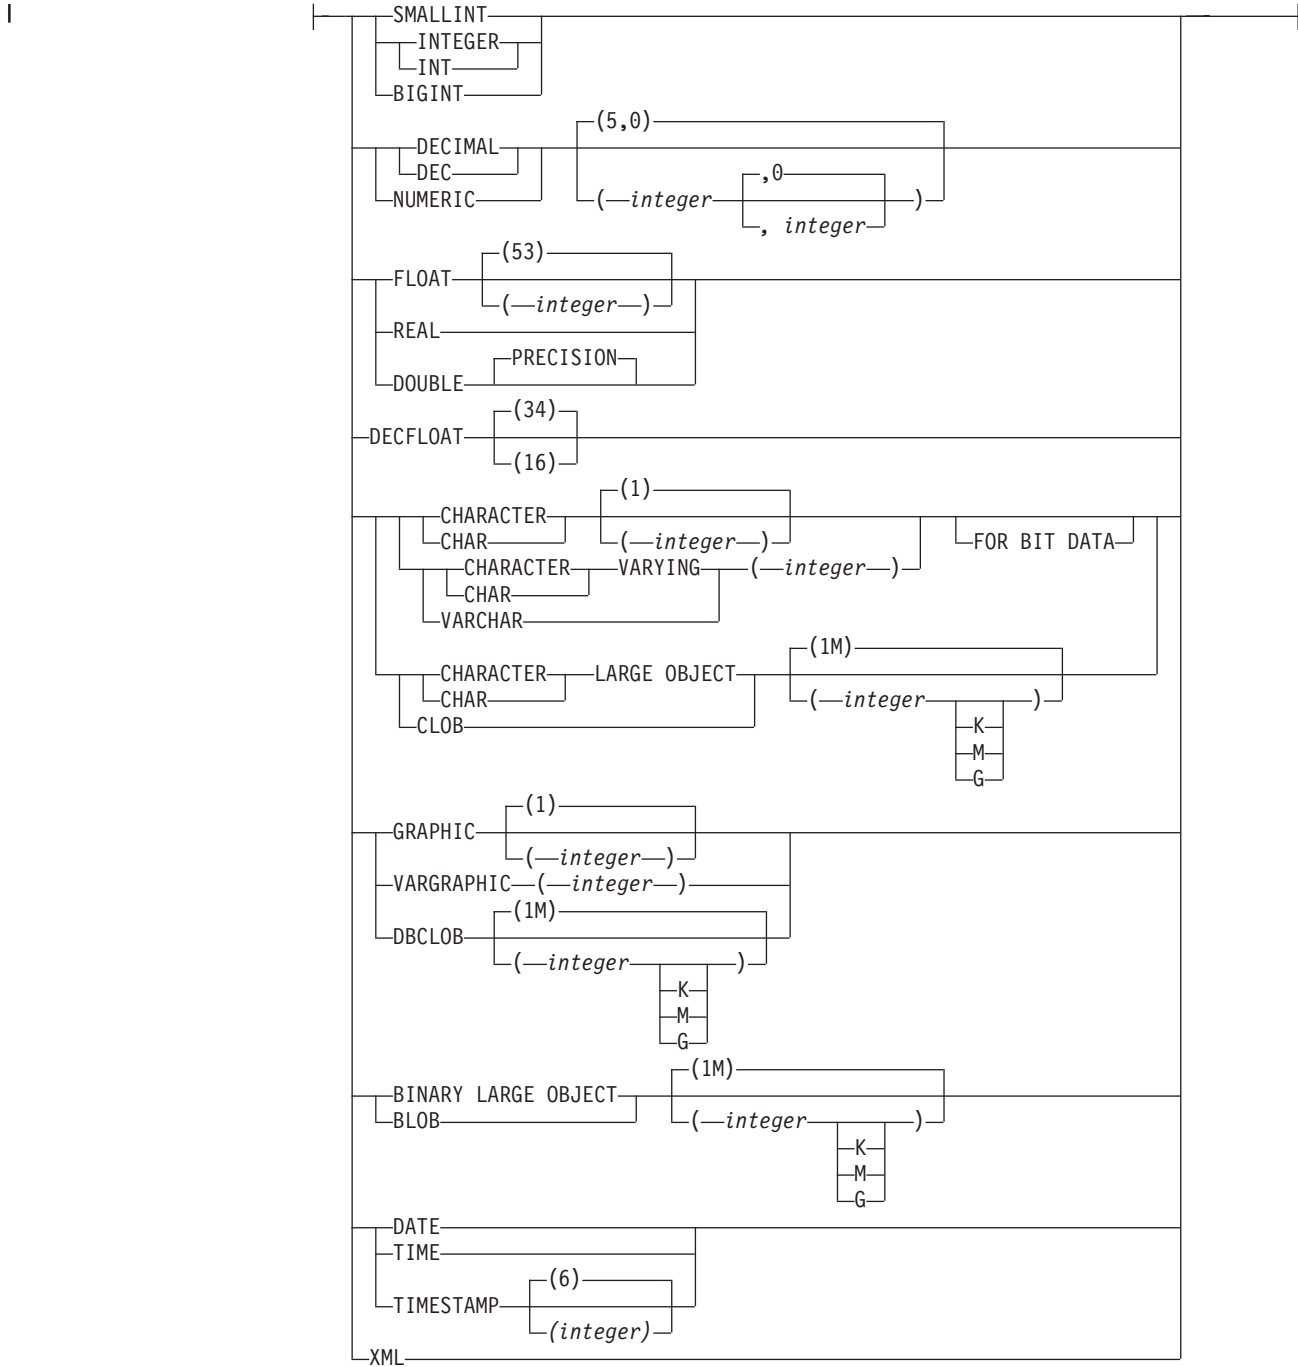 SMALLINT
INTEGER
INT
BIGINT
(5,0)
DECIMAL
DEC
,0
NUMERIC ( integer )
, integer
(53)
FLOAT
( integer )
REAL
PRECISION
DOUBLE
(34)
DECFLOAT
(16)
(1)
CHARACTER
CHAR ( integer ) FOR BIT DATA
CHARACTER VARYING ( integer )
CHAR
VARCHAR
(1M)
CHARACTER LARGE OBJECT
CHAR ( integer )
CLOB K
M
G
(1)
GRAPHIC
( integer )
VARGRAPHIC ( integer )
(1M)
DBCLOB
( integer )
K
M
G
(1M)
BINARY LARGE OBJECT
BLOB ( integer )
K
M
G
DATE
TIME
(6)
TIMESTAMP
(integer)
XML